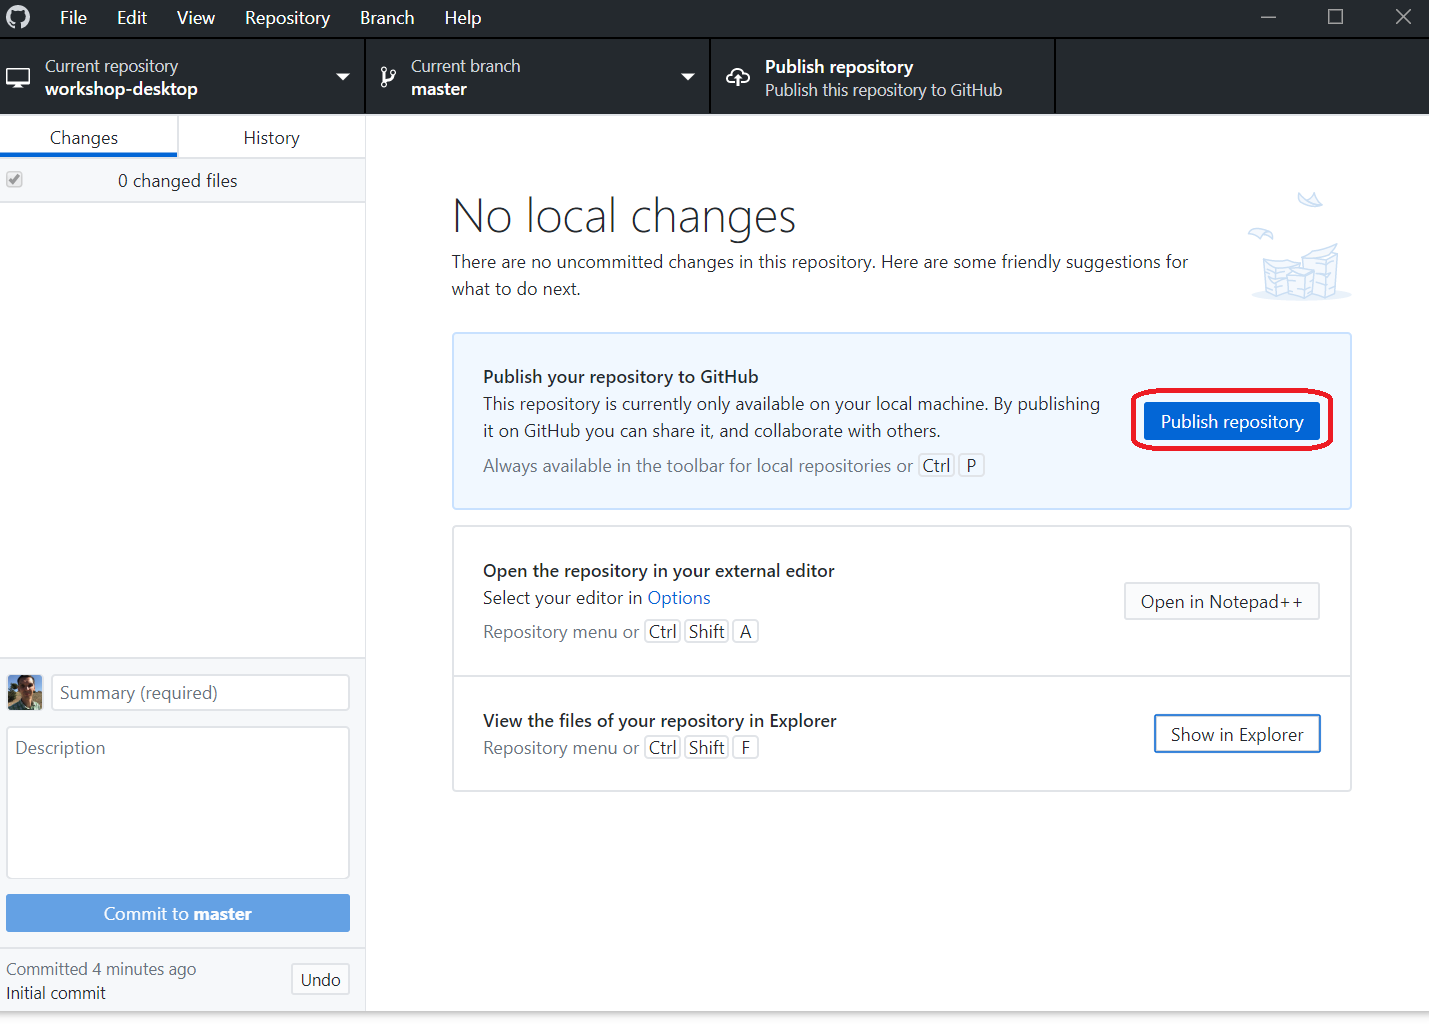 File Edit View Repository Branch Help
Current repository
workshop-desktop
Current branch
master
Publish repository
Publish this repository to GitHub
Changes
History
0 changed files
No local changes
There are no uncommitted changes in this repository. Here are some friendly suggestions for
what to do next.
Publish your repository to GitHub
This repository is currently only available on your local machine. By publishing
it on GitHub you can share it, and collaborate with others.
Always available in the toolbar for local repositories or Ctrl P
Publish repository
Open the repository in your external editor
Select your editor in Options
Repository menu or Ctrl Shift A
Open in Notepad++
View the files of your repository in Explorer
Repository menu or Ctrl Shift F
Show in Explorer
Summary (required)
Description
Commit to master
Committed 4 minutes ago
Initial commit
Undo